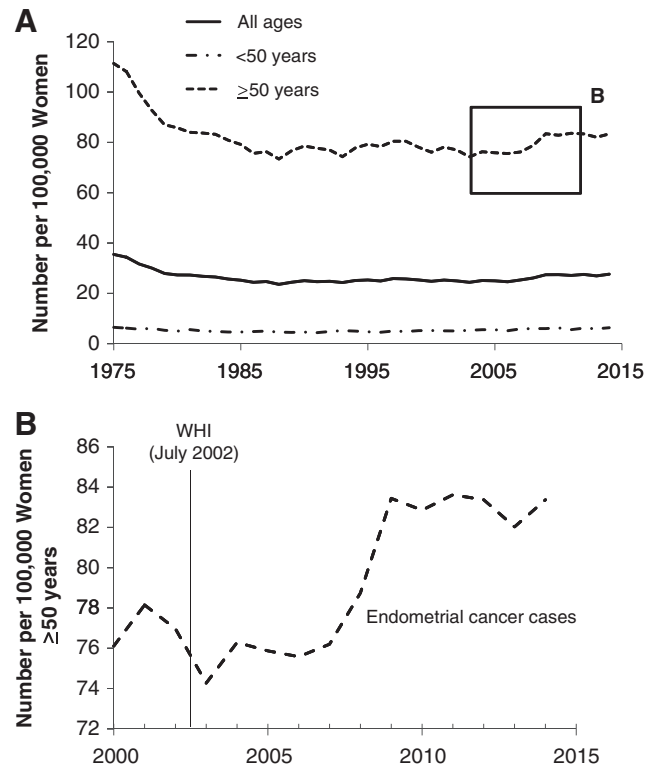 A
All ages
<50 years
≥50 years
B
Number per 100,000 Women
120
100
80
60
40
20
0
1975
1985
1995
2005
2015
B
WHI
(July 2002)
Number per 100,000 Women
≥50 years
86
84
82
80
78
76
74
72
Endometrial cancer cases
2000
2005
2010
2015